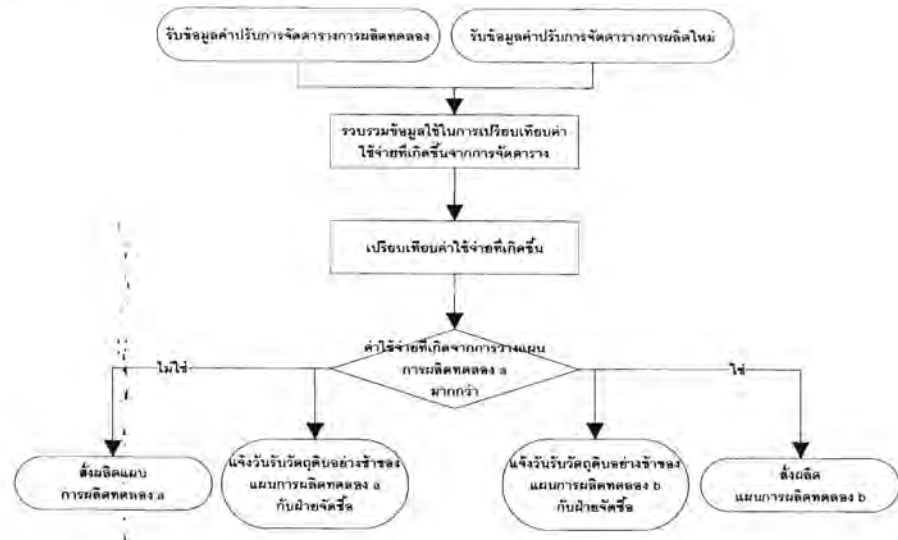 รับข้อมูลค่าปรับการจัดตารางการผลิตทดลอง
รับข้อมูลค่าปรับการจัดตารางการผลิตใหม่
รวบรวมข้อมูลใช้ในการเปรียบเทียบค่า
ใช้จ่ายที่เกิดขึ้นจากการจัดตาราง
เปรียบเทียบค่าใช้จ่ายที่เกิดขึ้น
ค่าใช้จ่ายที่เกิดจากการวางแผน
การผลิตทดลอง a
มากกว่า
ไม่ใช่
ใช่
สั่งผลิตแผน
การผลิตทดลอง a
แจ้งวันรับวัตถุดิบอย่างช้าของ
แผนการผลิตทดลอง a
กับฝ่ายจัดซื้อ
แจ้งวันรับวัตถุดิบอย่างช้าของ
แผนการผลิตทดลอง b
กับฝ่ายจัดซื้อ
สั่งผลิต
แผนการผลิตทดลอง b